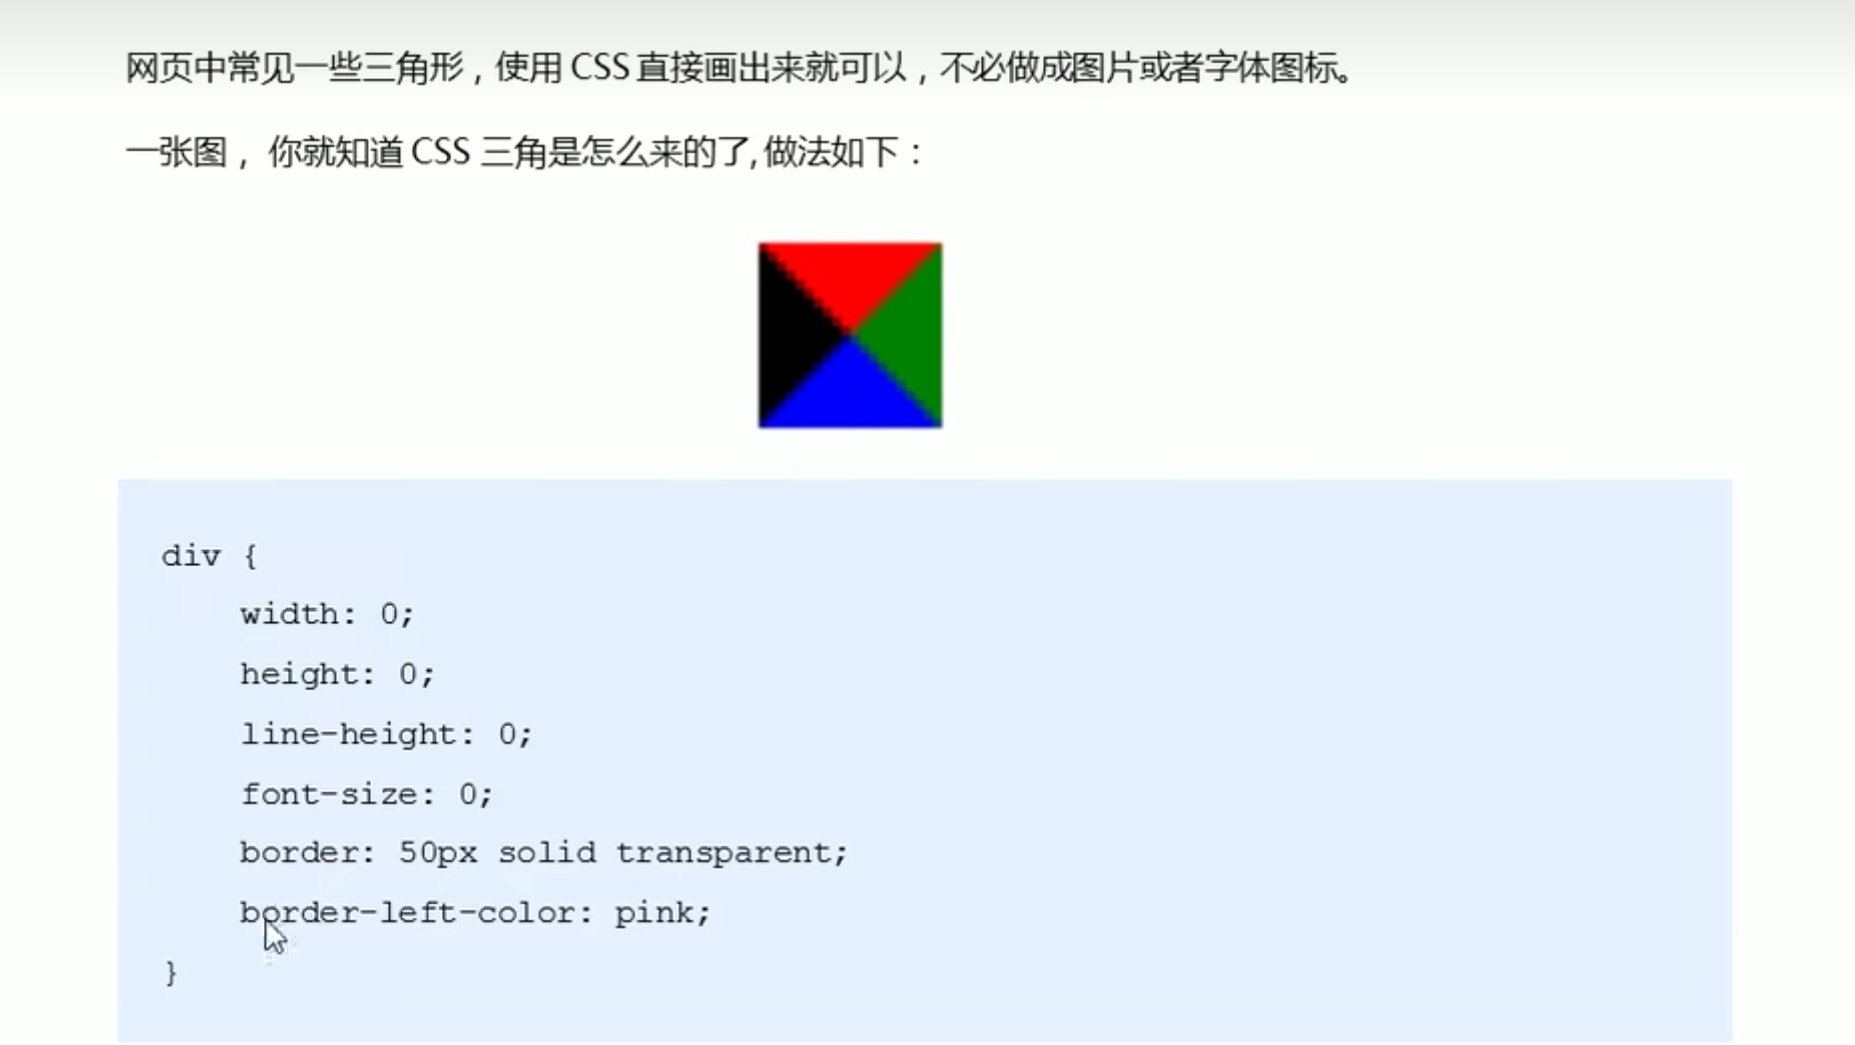 网页中常见一些三角形，使用 CSS 直接画出来就可以，不必做成图片或者字体图标。
一张图， 你就知道 CSS 三角是怎么来的了, 做法如下：
div {
    width: 0;
    height: 0;
    line-height: 0;
    font-size: 0;
    border: 50px solid transparent;
    border-left-color: pink;
}